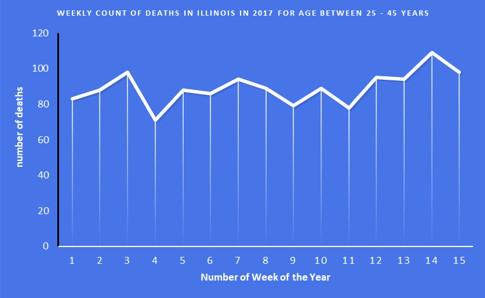 WEEKLY COUNT OF DEATHS IN ILLINOIS IN 2017 FOR AGE BETWEEN 25 - 45 YEARS
120
100
80
60
40
20
0
number of deaths
1 2 3 4 5 6 7 8 9 10 11 12 13 14 15
Number of Week of the Year